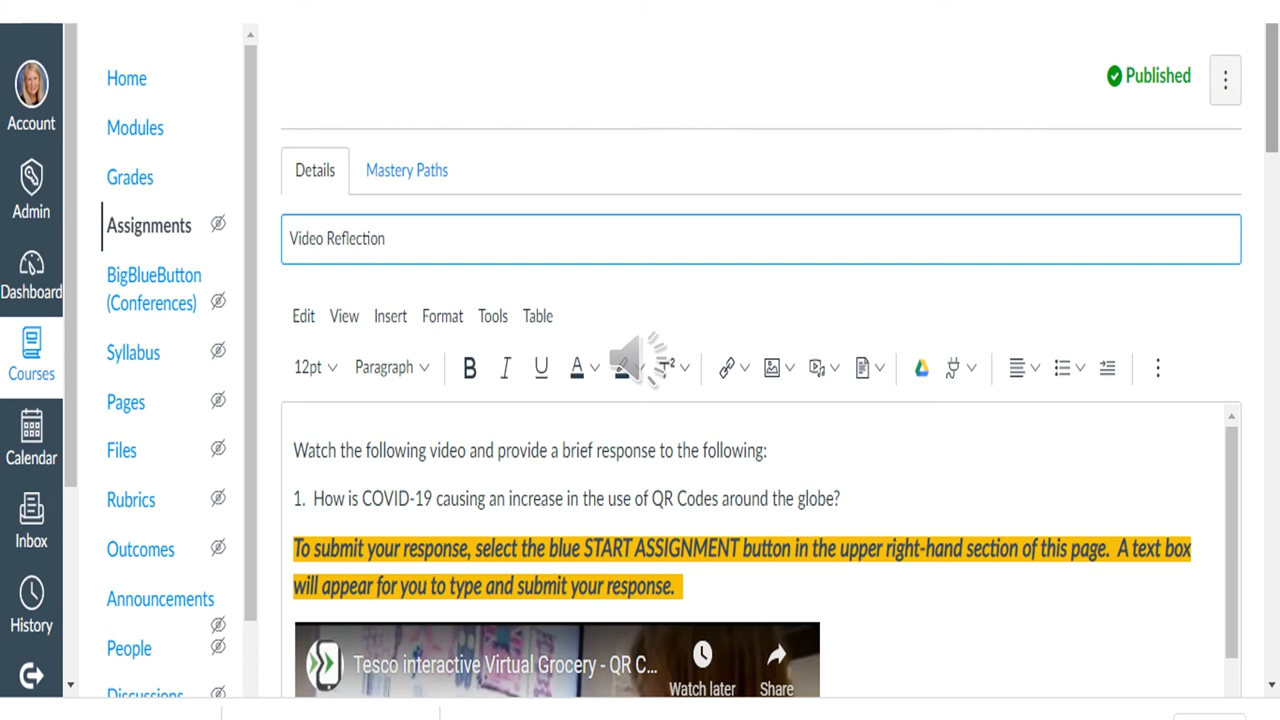 Account
Admin
Dashboard
Courses
Calendar
Inbox
History
Home
Modules
Grades
Assignments
BigBlueButton
(Conferences)
Syllabus
Pages
Files
Rubrics
Outcomes
Announcements
People
Discussions
Published
Details
Mastery Paths
Video Reflection
Edit View Insert Format Tools Table
12pt Paragraph B I U A T²
Watch the following video and provide a brief response to the following:
1. How is COVID-19 causing an increase in the use of QR Codes around the globe?
To submit your response, select the blue START ASSIGNMENT button in the upper right-hand section of this page. A text box
will appear for you to type and submit your response.
Tesco interactive Virtual Grocery - QR C...
Watch later
Share